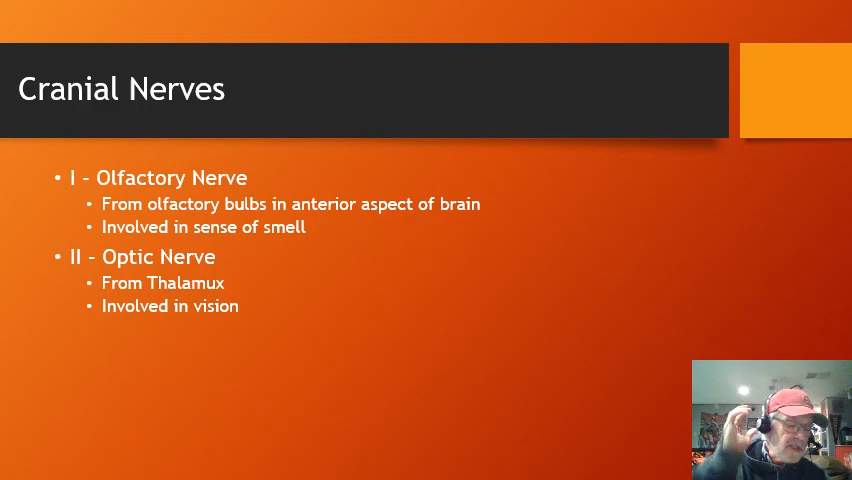 Cranial Nerves
• I – Olfactory Nerve
• From olfactory bulbs in anterior aspect of brain
• Involved in sense of smell
• II – Optic Nerve
• From Thalamux
• Involved in vision